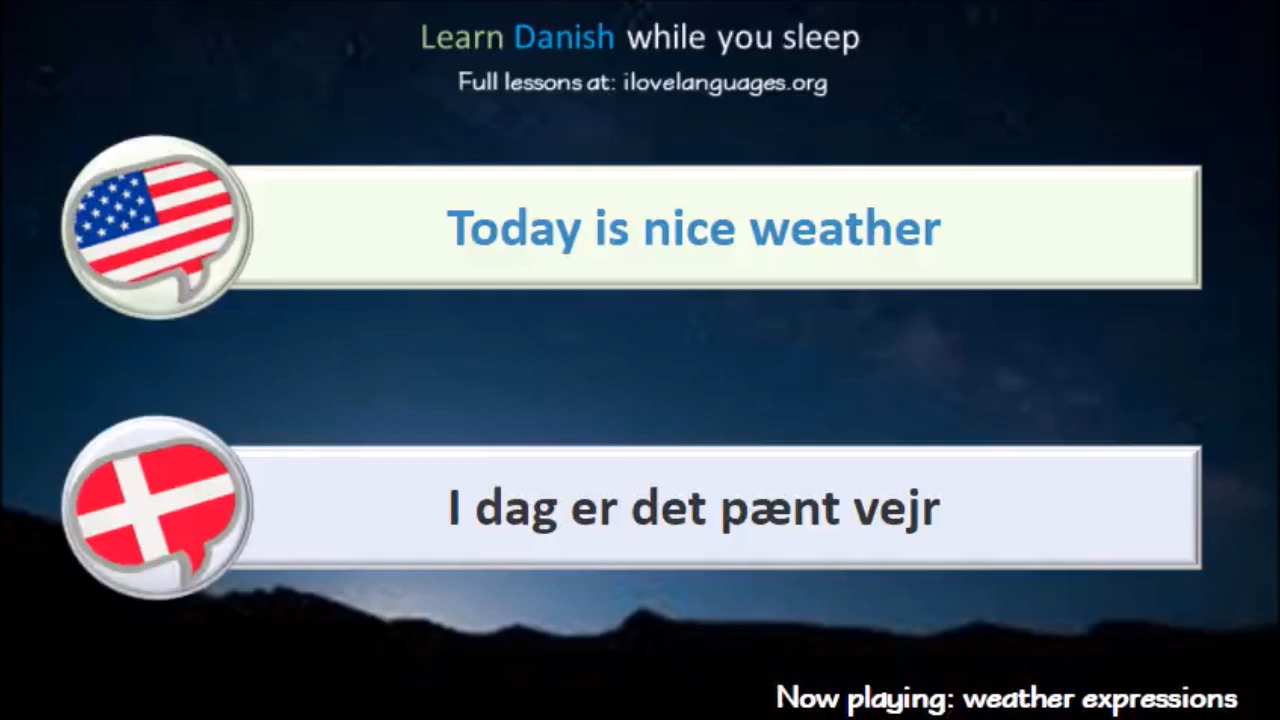 Learn Danish while you sleep
Full lessons at: ilovelanguages.org
Today is nice weather
I dag er det pænt vejr
Now playing: weather expressions